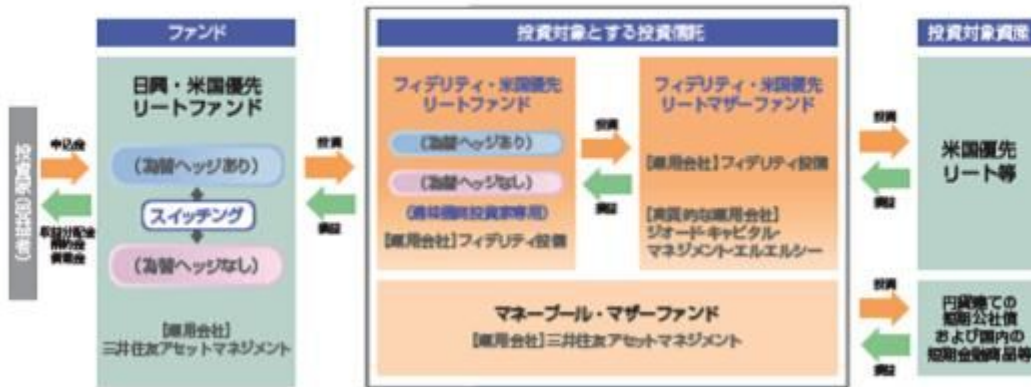 ファンド
日興・米国優先
リートファンド
(為替ヘッジあり)
スイッチング
(為替ヘッジなし)
[運用会社]
三井住友アセットマネジメント
申込金
収益分配金
解約金
償還金
投資
損益
投資対象とする投資信託
フィデリティ・米国優先
リートファンド
(為替ヘッジあり)
(為替ヘッジなし)
(適格機関投資家専用)
[運用会社]フィデリティ投信
投資
損益
フィデリティ・米国優先
リートマザーファンド
[運用会社]フィデリティ投信
[実質的な運用会社]
ジオード・キャピタル・
マネジメント・エルエルシー
マネープール・マザーファンド
[運用会社]三井住友アセットマネジメント
投資
損益
投資
損益
投資対象資産
米国優先
リート等
円貨建ての
短期公社債
および国内の
短期金融商品等